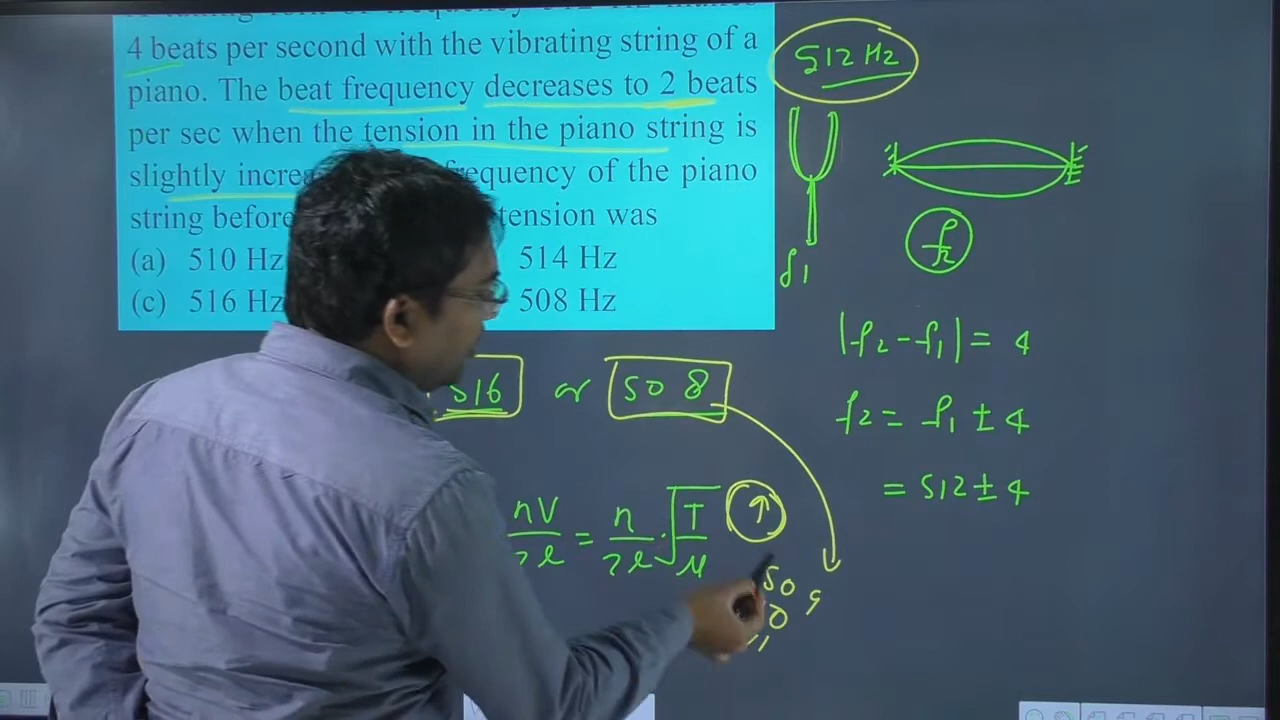 4 beats per second with the vibrating string of a
piano. The beat frequency decreases to 2 beats
per sec when the tension in the piano string is
slightly increa equency of the piano
string before tension was
(a) 510 Hz 514 Hz
(c) 516 Hz 508 Hz
512 Hz
f1
f2
|f2 - f1| = 4
f2 = f1 ± 4
= 512 ± 4
516 or 508
nV/2l = n/2l · √T/μ ↑
509